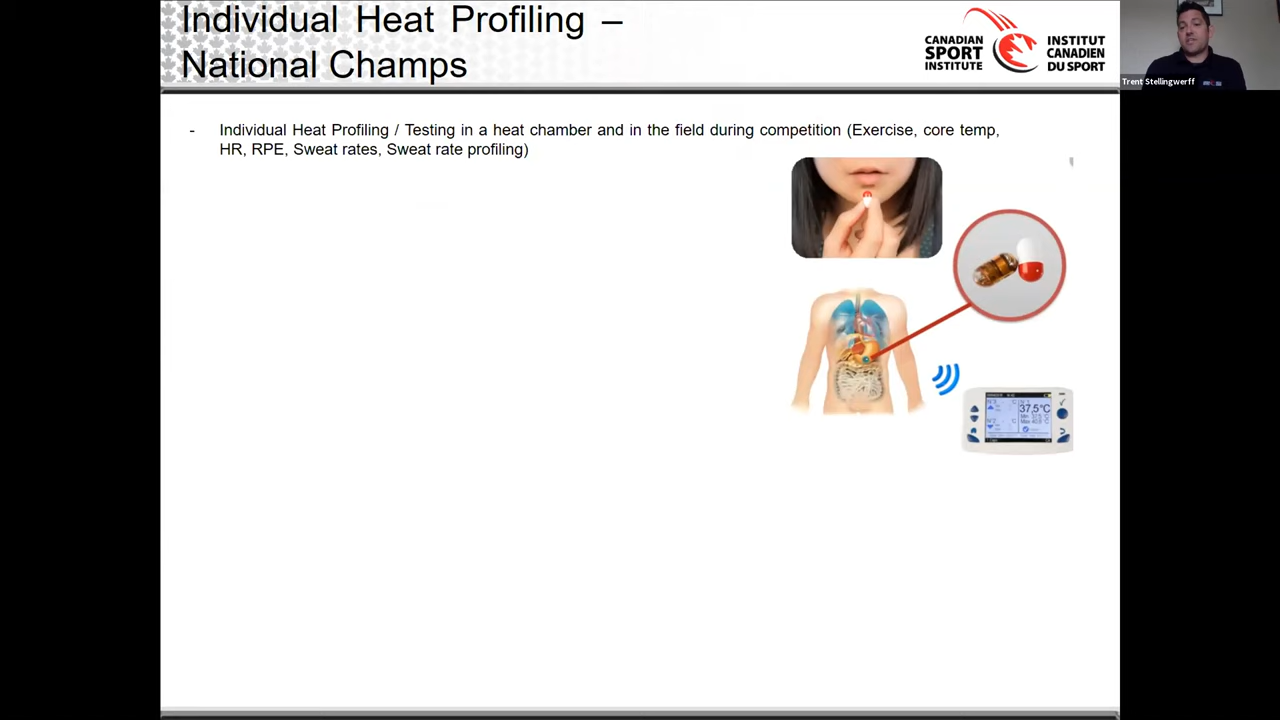 Individual Heat Profiling –
National Champs
CANADIAN
SPORT
INSTITUTE
INSTITUT
CANADIEN
DU SPORT
Trent Stellingwerff
- Individual Heat Profiling / Testing in a heat chamber and in the field during competition (Exercise, core temp,
HR, RPE, Sweat rates, Sweat rate profiling)
37,5°C